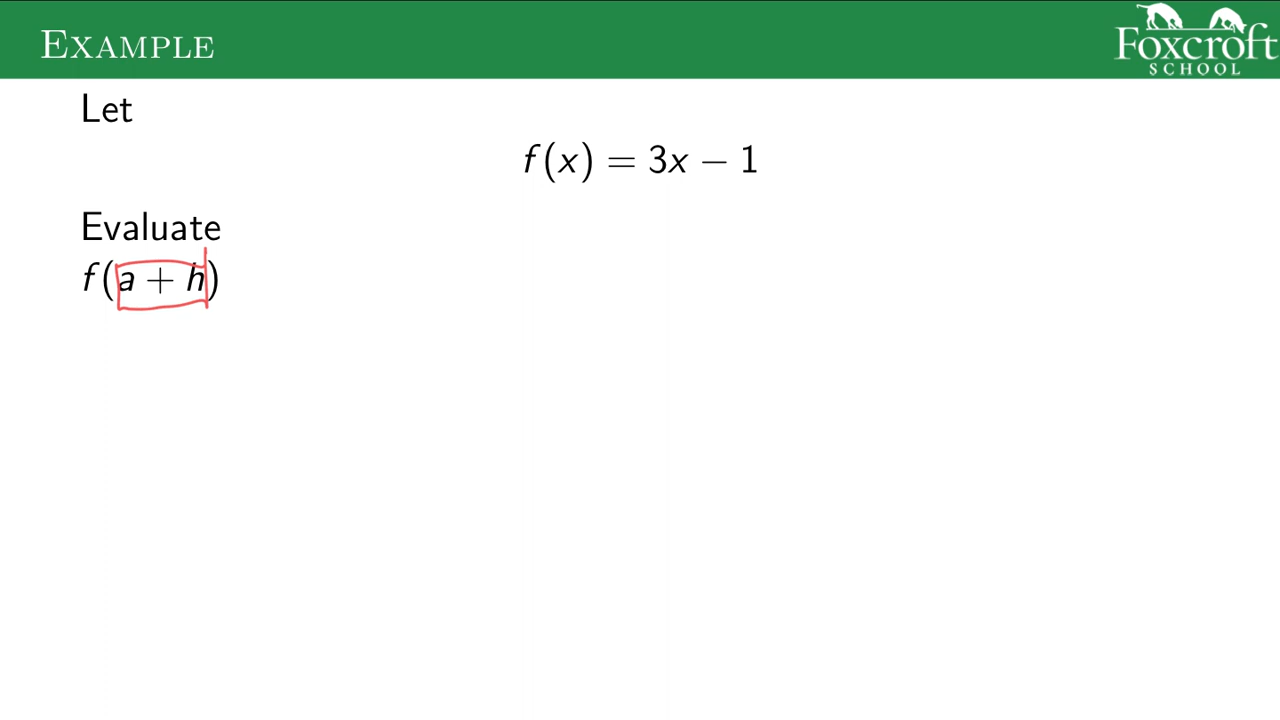 Example
Foxcroft
SCHOOL
Let
f(x) = 3x − 1
Evaluate
f(a + h)